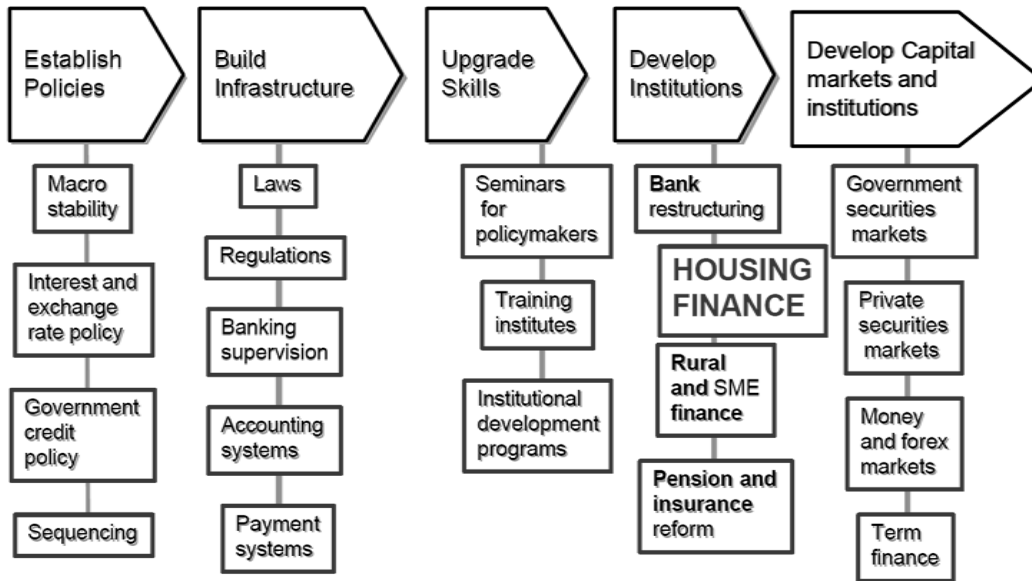 Establish
Policies
Build
Infrastructure
Upgrade
Skills
Develop
Institutions
Develop Capital
markets and
institutions
Macro
stability
Interest and
exchange
rate policy
Government
credit
policy
Sequencing
Laws
Regulations
Banking
supervision
Accounting
systems
Payment
systems
Seminars
for
policymakers
Training
institutes
Institutional
development
programs
Bank
restructuring
HOUSING
FINANCE
Rural
and SME
finance
Pension and
insurance
reform
Government
securities
markets
Private
securities
markets
Money
and forex
markets
Term
finance